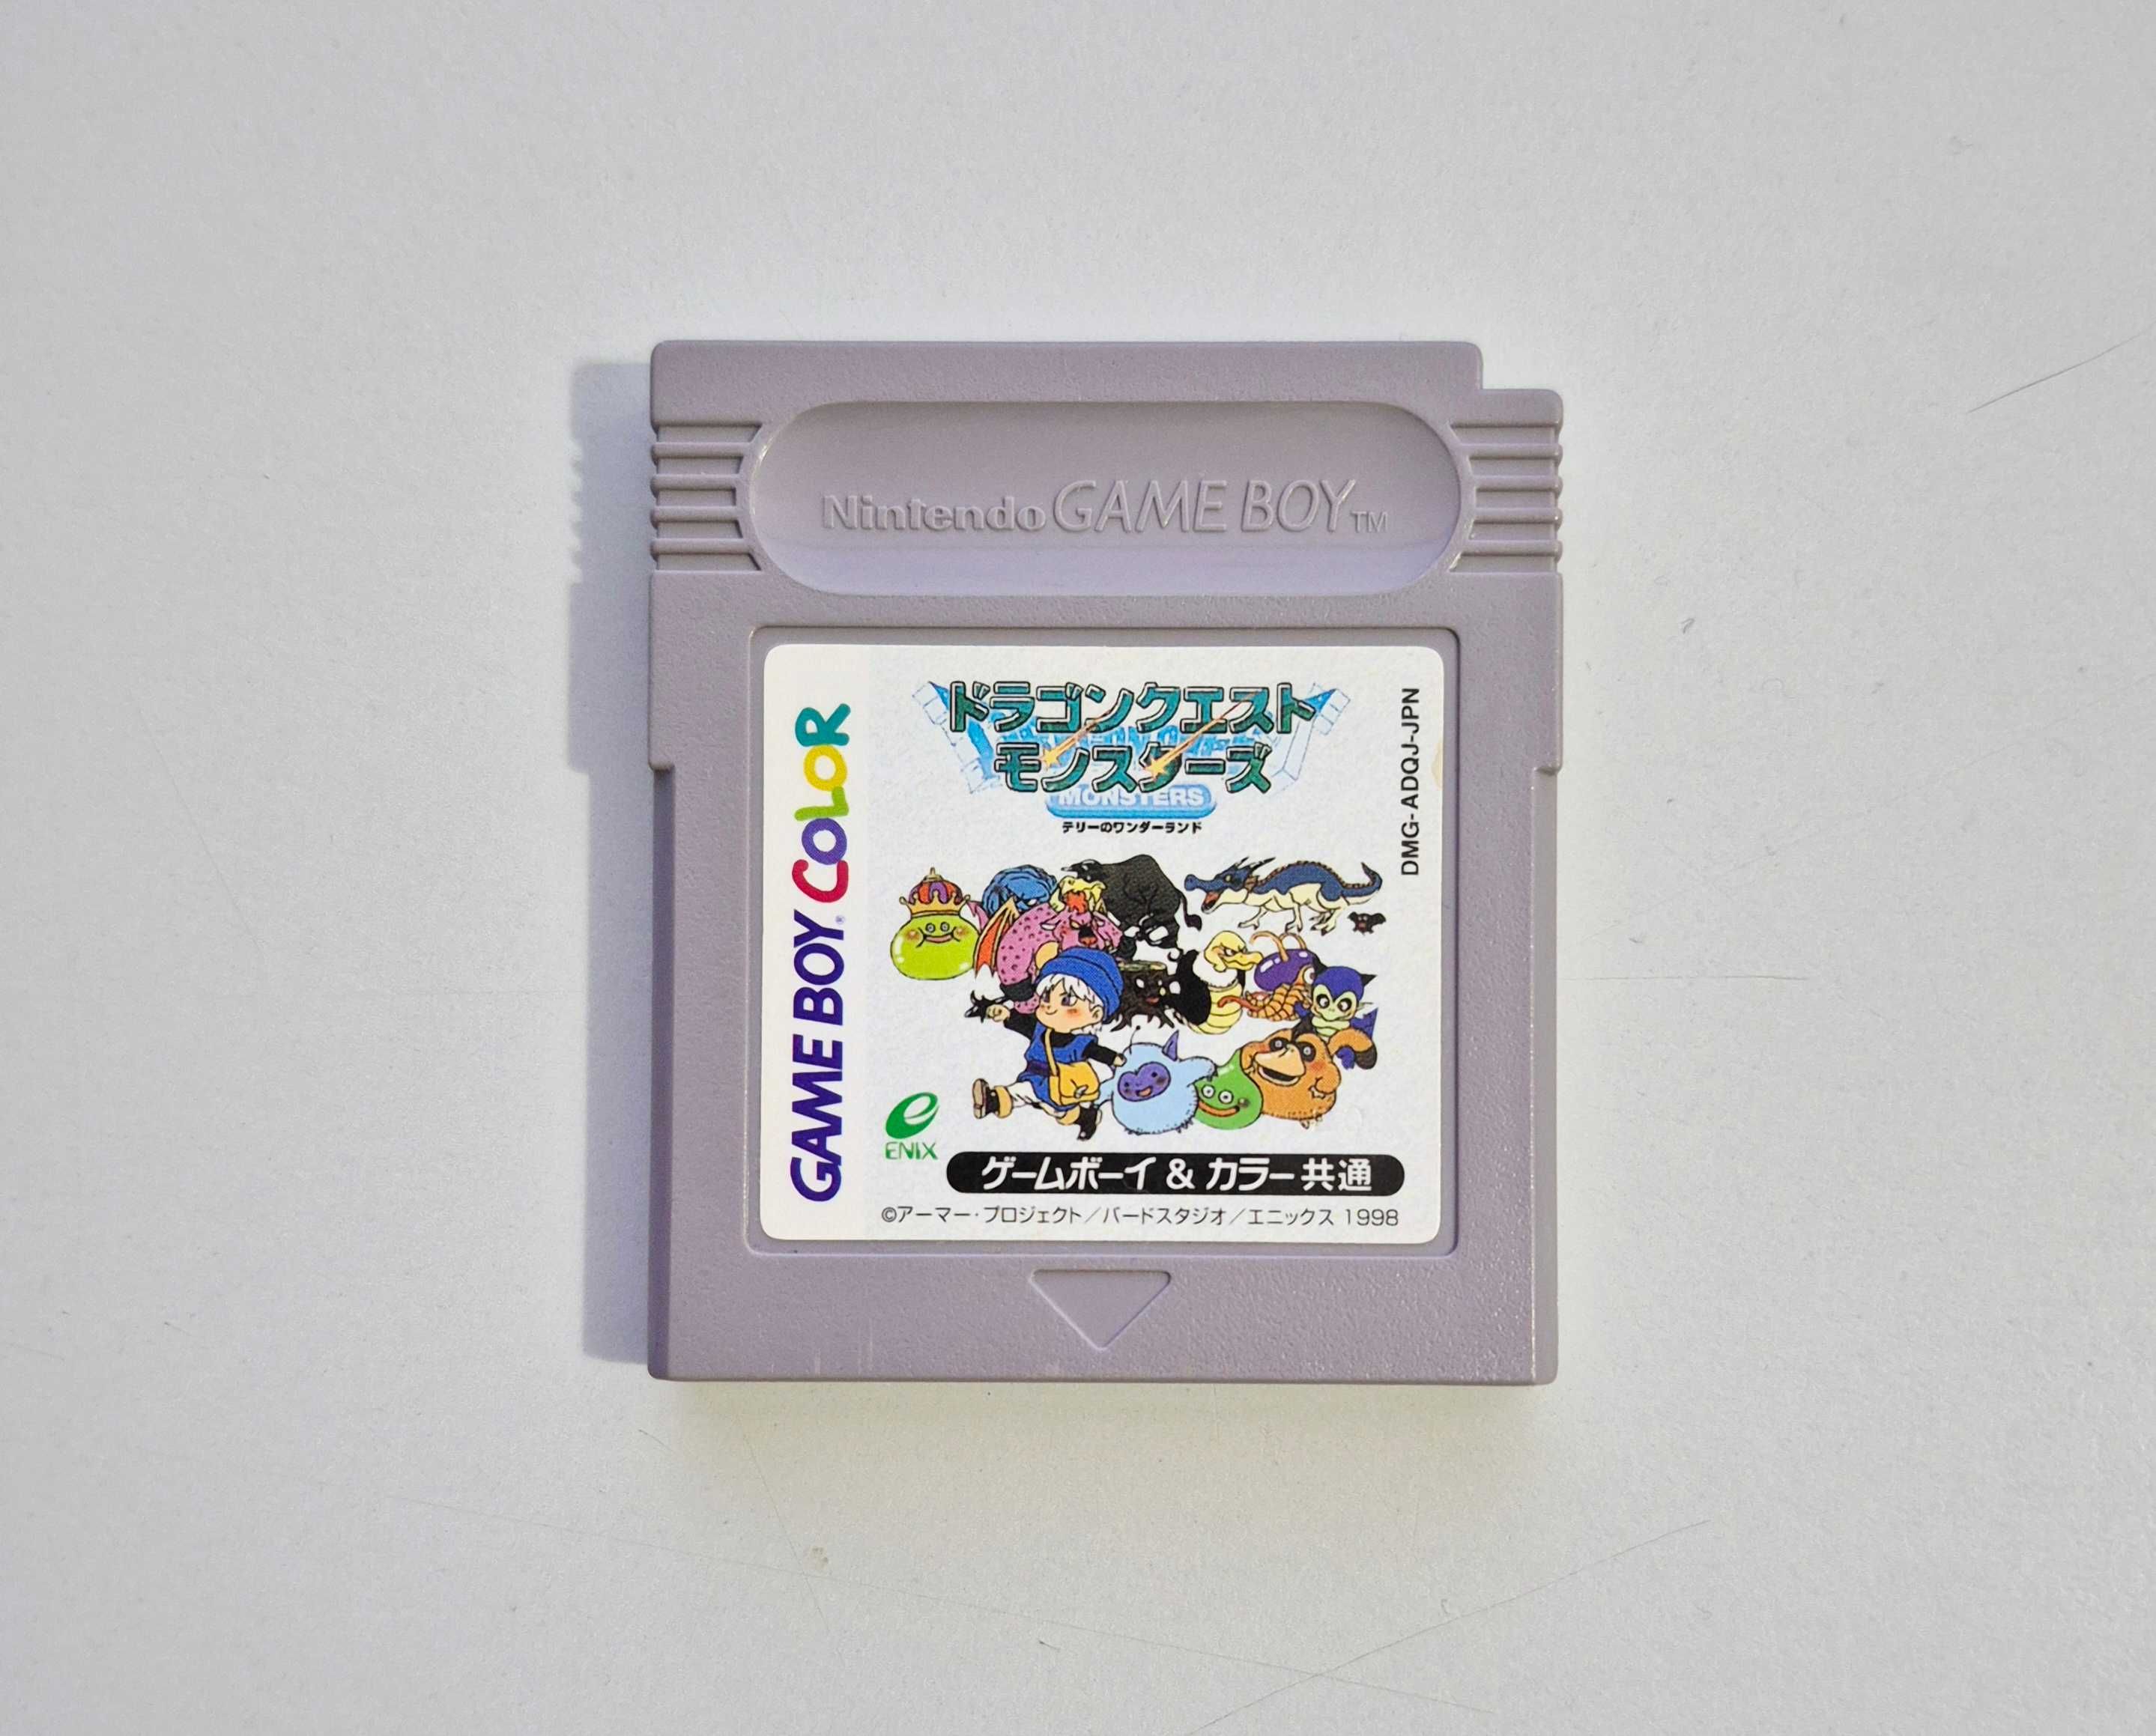 Nintendo GAME BOY™
GAME BOY® COLOR
ドラゴンクエスト
モンスターズ
MONSTERS
テリーのワンダーランド
DMG-ADQJ-JPN
ENIX
ゲームボーイ & カラー共通
©アーマー・プロジェクト／バードスタジオ／エニックス 1998